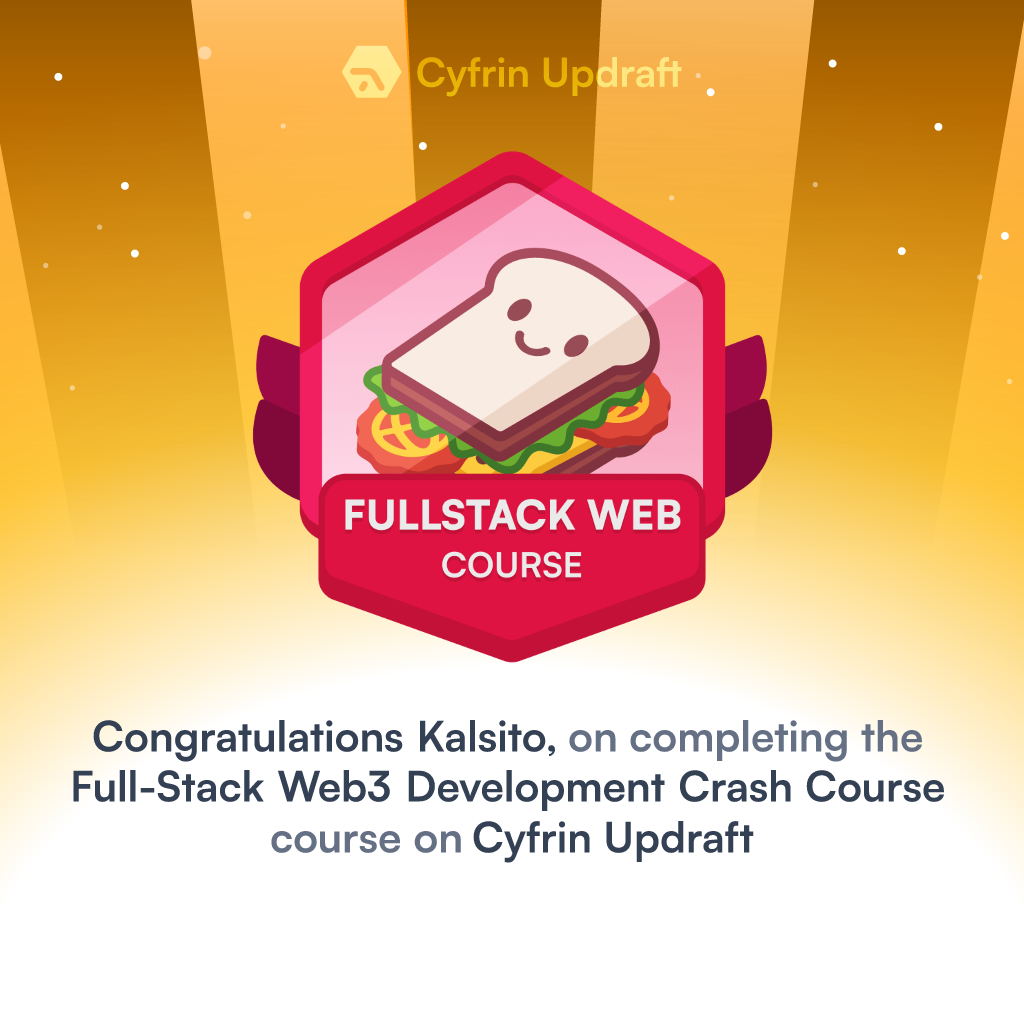 Cyfrin Updraft
FULLSTACK WEB
COURSE
Congratulations Kalsito, on completing the
Full-Stack Web3 Development Crash Course
course on Cyfrin Updraft